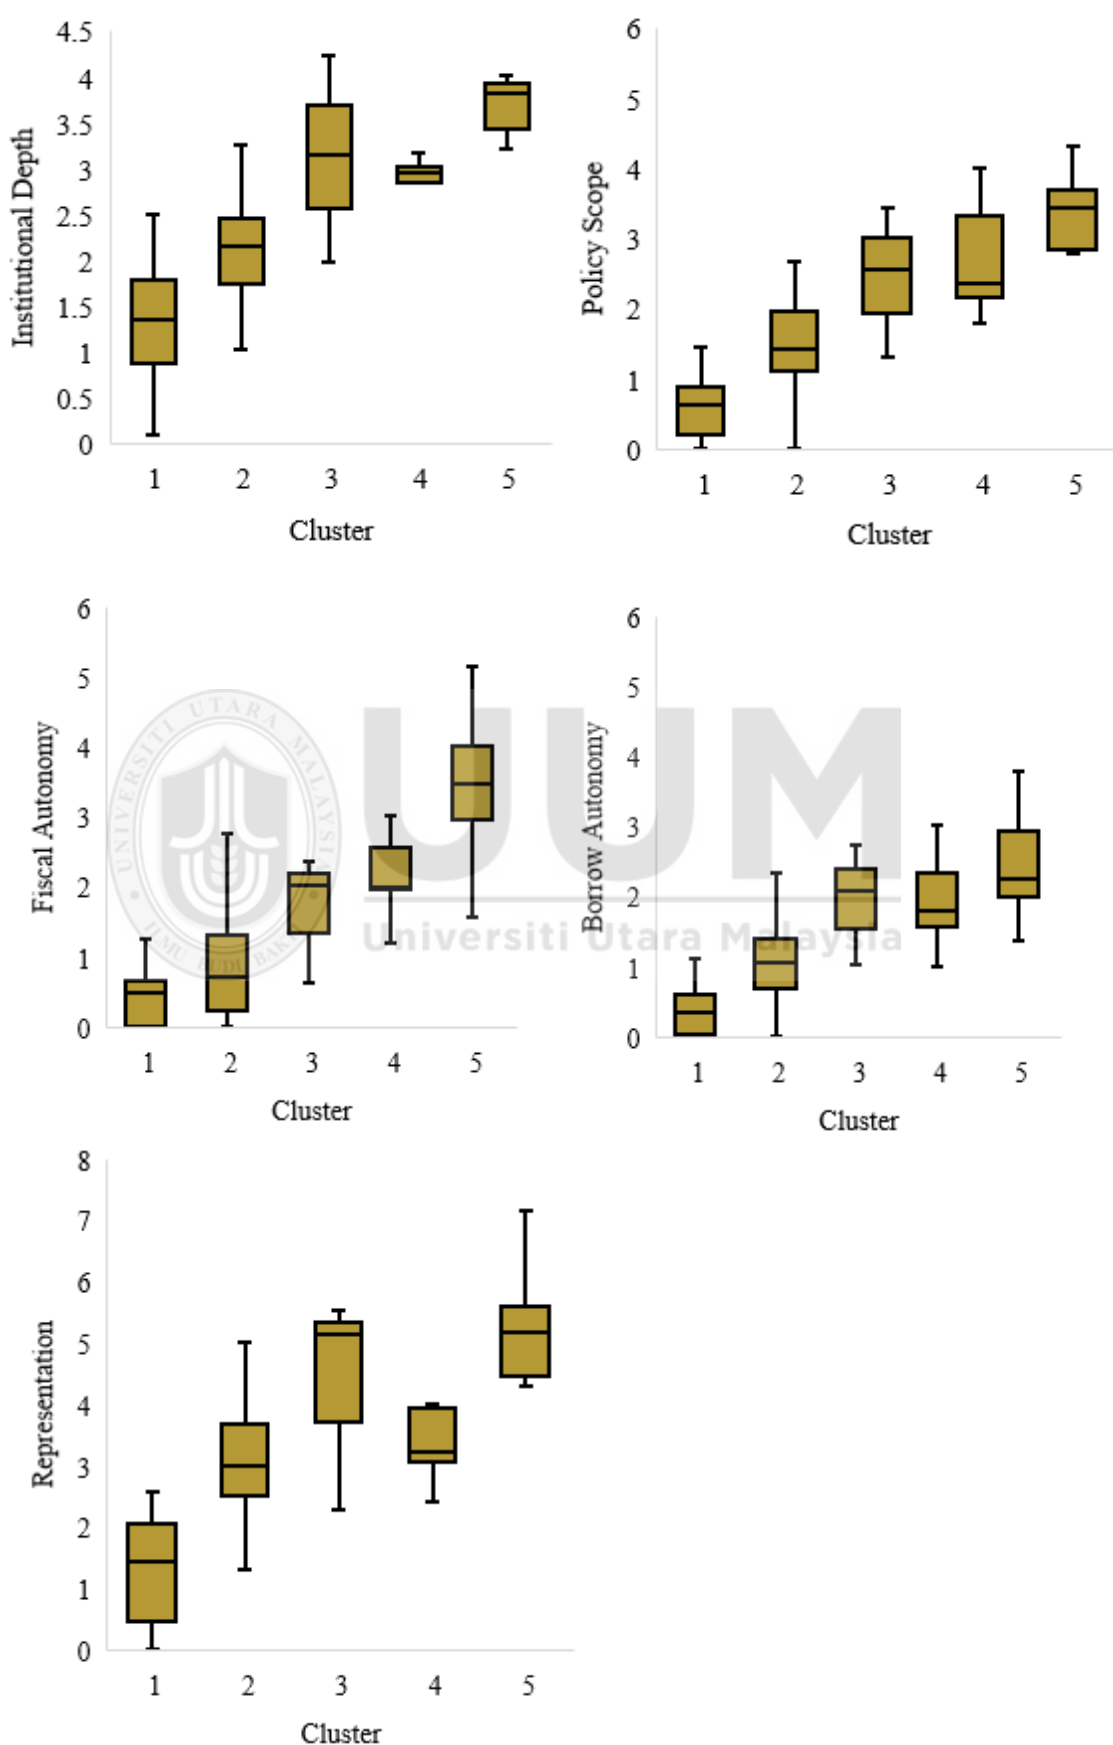 Institutional Depth
4.5
4
3.5
3
2.5
2
1.5
1
0.5
0
1 2 3 4 5
Cluster
Policy Scope
6
5
4
3
2
1
0
1 2 3 4 5
Cluster
Fiscal Autonomy
6
5
4
3
2
1
0
1 2 3 4 5
Cluster
Borrow Autonomy
6
5
4
3
2
1
0
1 2 3 4 5
Cluster
UNIVERSITI UTARA MALAYSIA
ILMU BUDI BAKTI
UUM
Universiti Utara Malaysia
Representation
8
7
6
5
4
3
2
1
0
1 2 3 4 5
Cluster